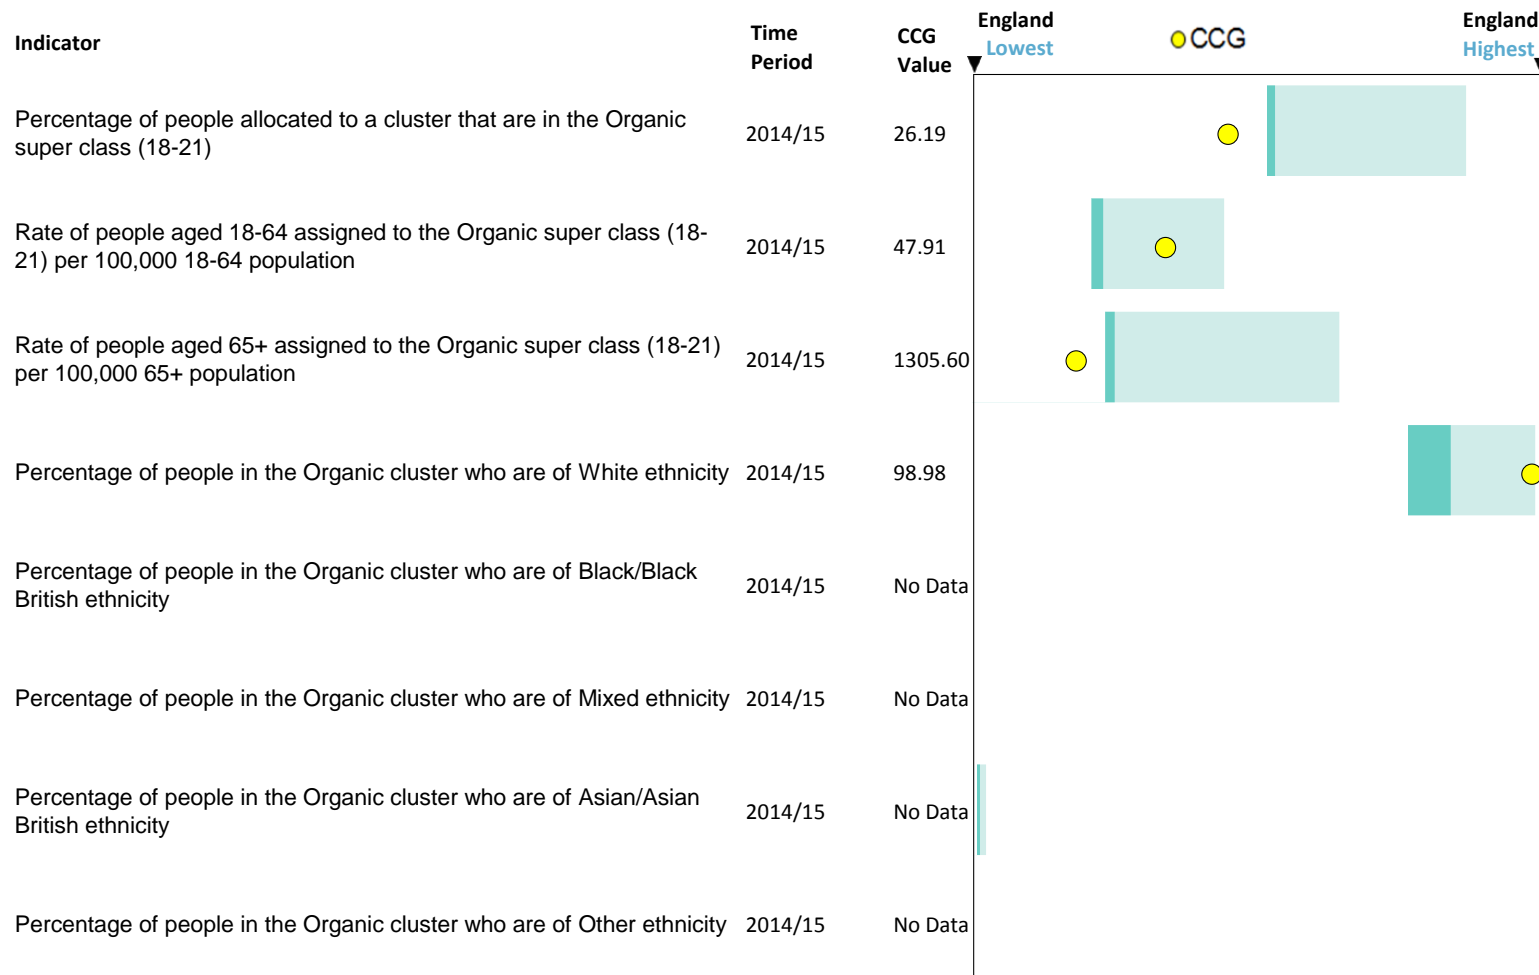 Indicator
Time
Period
CCG
Value
England
Lowest
CCG
England
Highest
Percentage of people allocated to a cluster that are in the Organic
super class (18-21)
2014/15
26.19
Rate of people aged 18-64 assigned to the Organic super class (18-
21) per 100,000 18-64 population
2014/15
47.91
Rate of people aged 65+ assigned to the Organic super class (18-21)
per 100,000 65+ population
2014/15
1305.60
Percentage of people in the Organic cluster who are of White ethnicity
2014/15
98.98
Percentage of people in the Organic cluster who are of Black/Black
British ethnicity
2014/15
No Data
Percentage of people in the Organic cluster who are of Mixed ethnicity
2014/15
No Data
Percentage of people in the Organic cluster who are of Asian/Asian
British ethnicity
2014/15
No Data
Percentage of people in the Organic cluster who are of Other ethnicity
2014/15
No Data